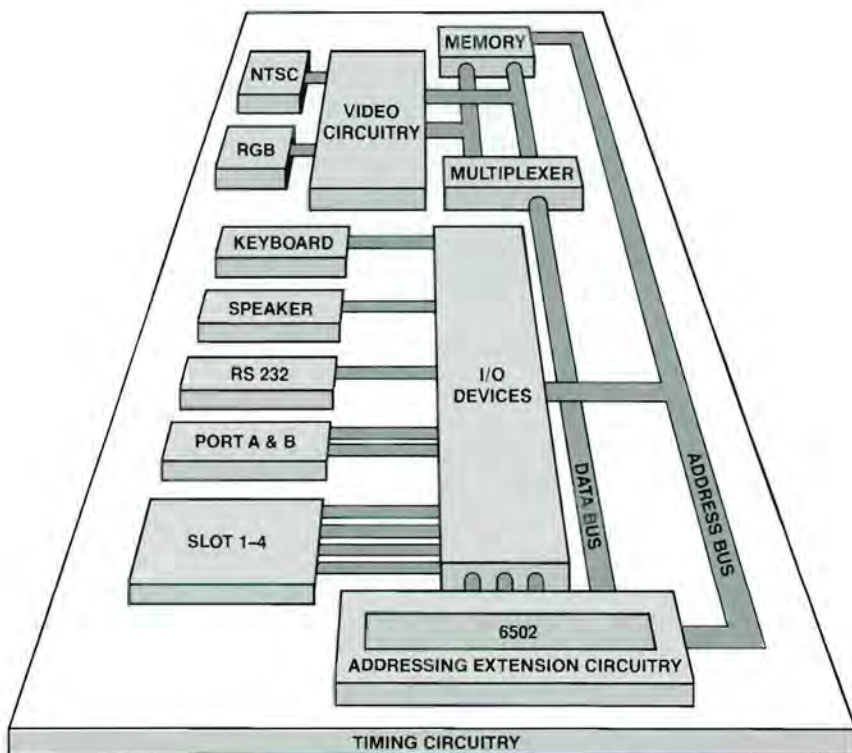 MEMORY
NTSC
VIDEO
CIRCUITRY
RGB
MULTIPLEXER
KEYBOARD
SPEAKER
RS 232
I/O
DEVICES
PORT A & B
DATA BUS
ADDRESS BUS
SLOT 1–4
6502
ADDRESSING EXTENSION CIRCUITRY
TIMING CIRCUITRY